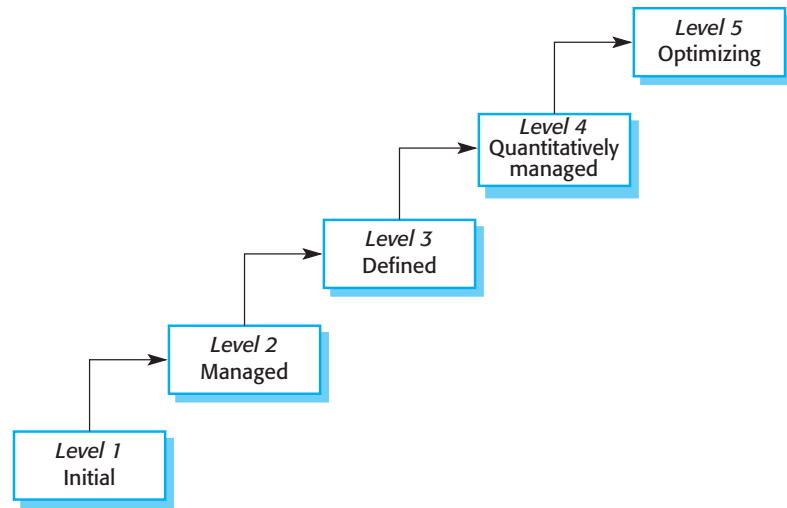 Level 5
Optimizing
Level 4
Quantitatively
managed
Level 3
Defined
Level 2
Managed
Level 1
Initial